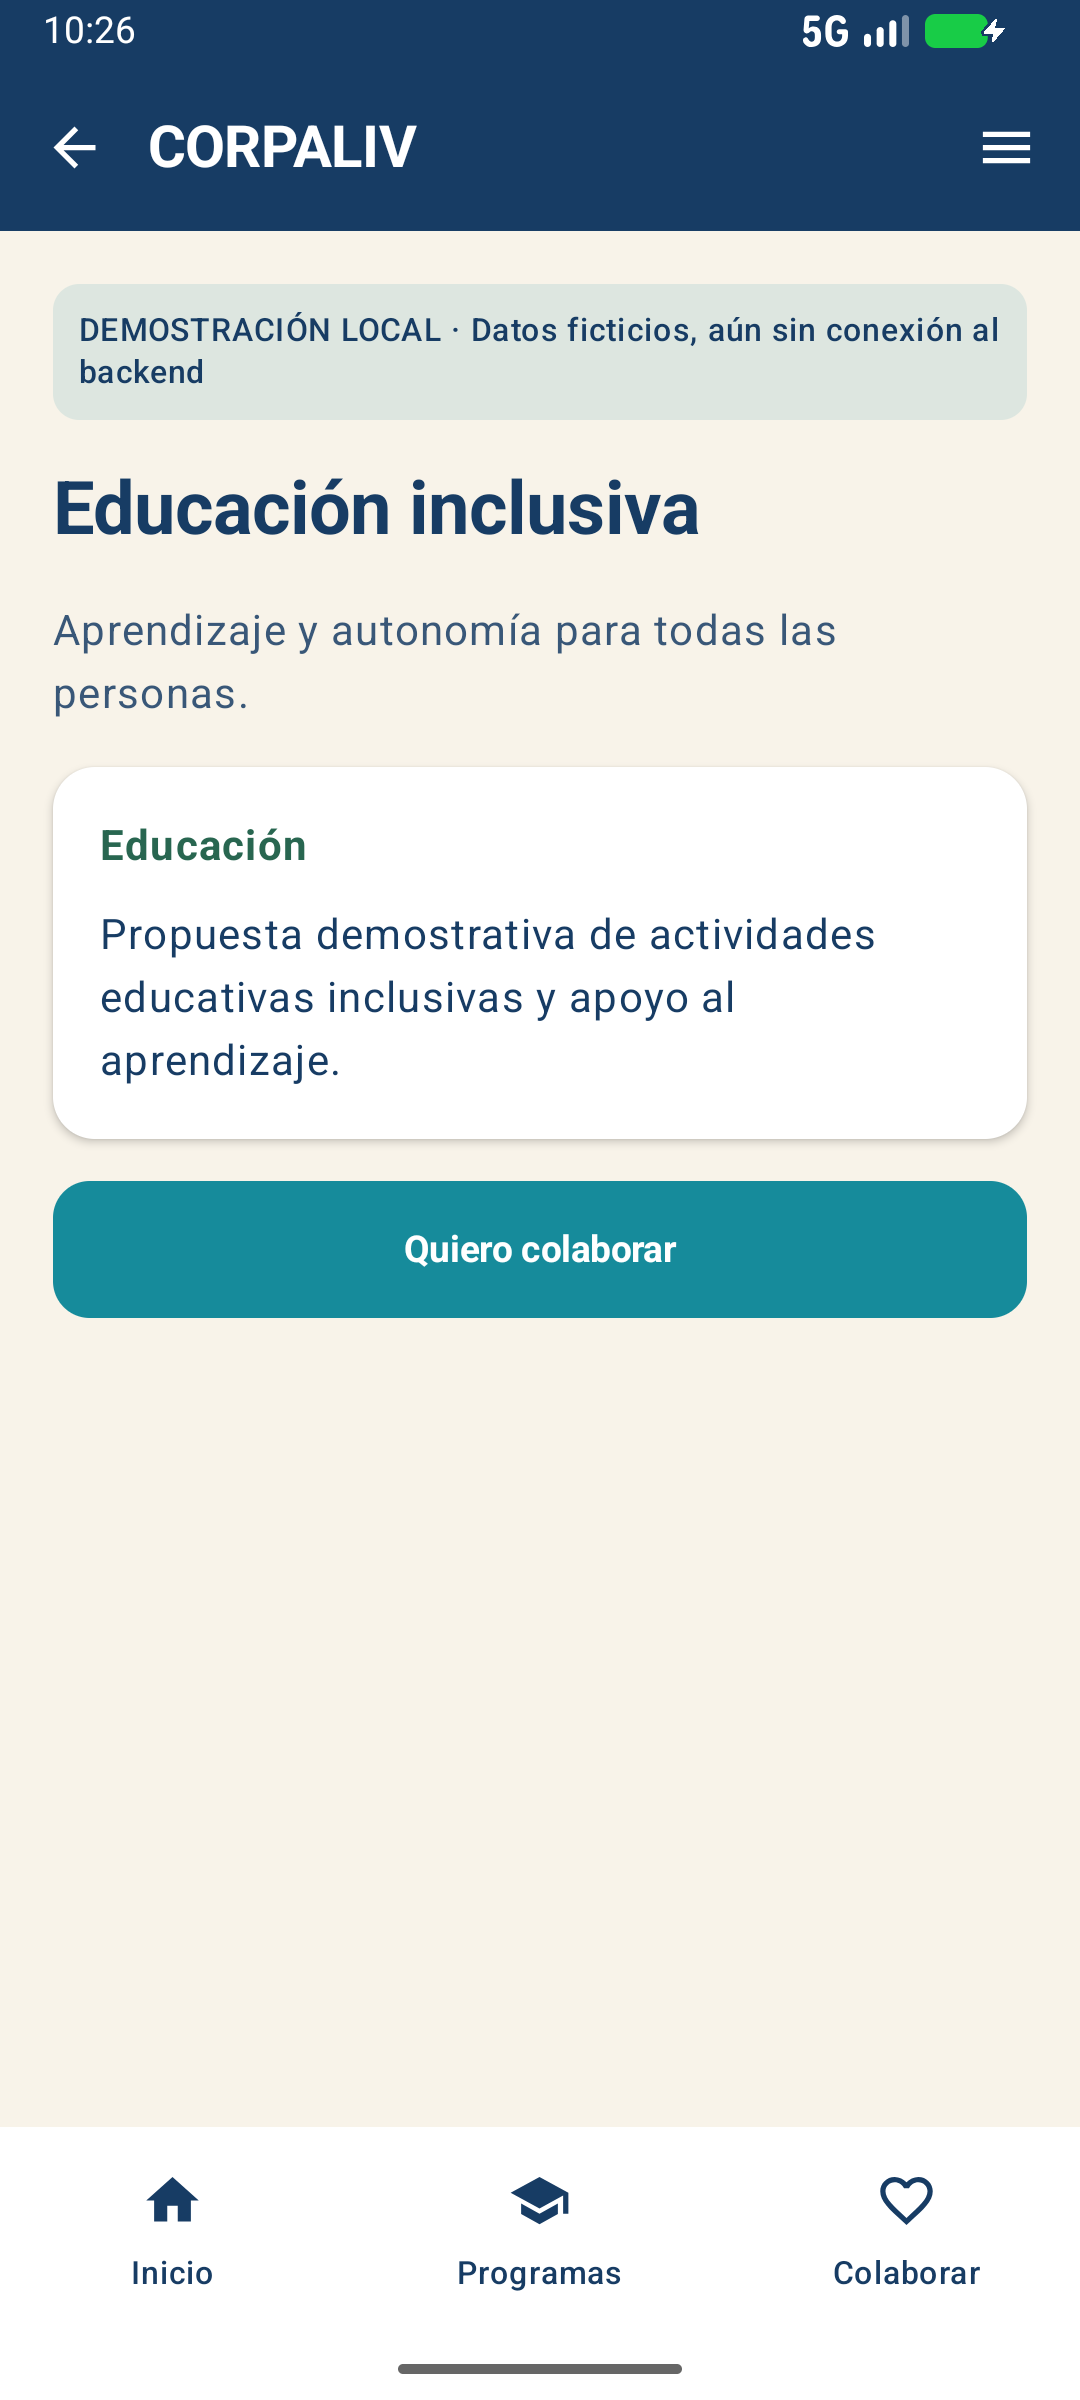 10:26
5G
CORPALIV
DEMOSTRACIÓN LOCAL · Datos ficticios, aún sin conexión al
backend
Educación inclusiva
Aprendizaje y autonomía para todas las
personas.
Educación
Propuesta demostrativa de actividades
educativas inclusivas y apoyo al
aprendizaje.
Quiero colaborar
Inicio
Programas
Colaborar